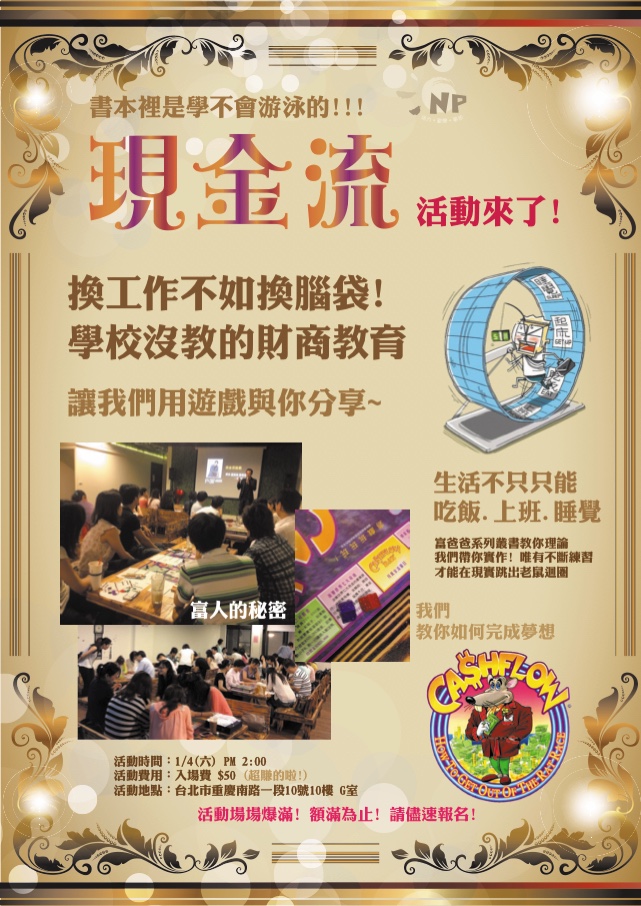 書本裡是學不會游泳的!!!
NP
現金流
活動來了!
換工作不如換腦袋!
學校沒教的財商教育
讓我們用遊戲與你分享~
生活不只只能
吃飯.上班.睡覺
富爸爸系列叢書教你理論
我們帶你實作! 唯有不斷練習
才能在現實跳出老鼠迴圈
富人的秘密
我們
教你如何完成夢想
CA$HFLOW
HOW TO GET OUT OF THE RAT RACE
活動時間:1/4(六) PM 2:00
活動費用:入場費 $50 (超賺的啦!)
活動地點:台北市重慶南路一段10號10樓 G室
活動場場爆滿! 額滿為止! 請儘速報名!